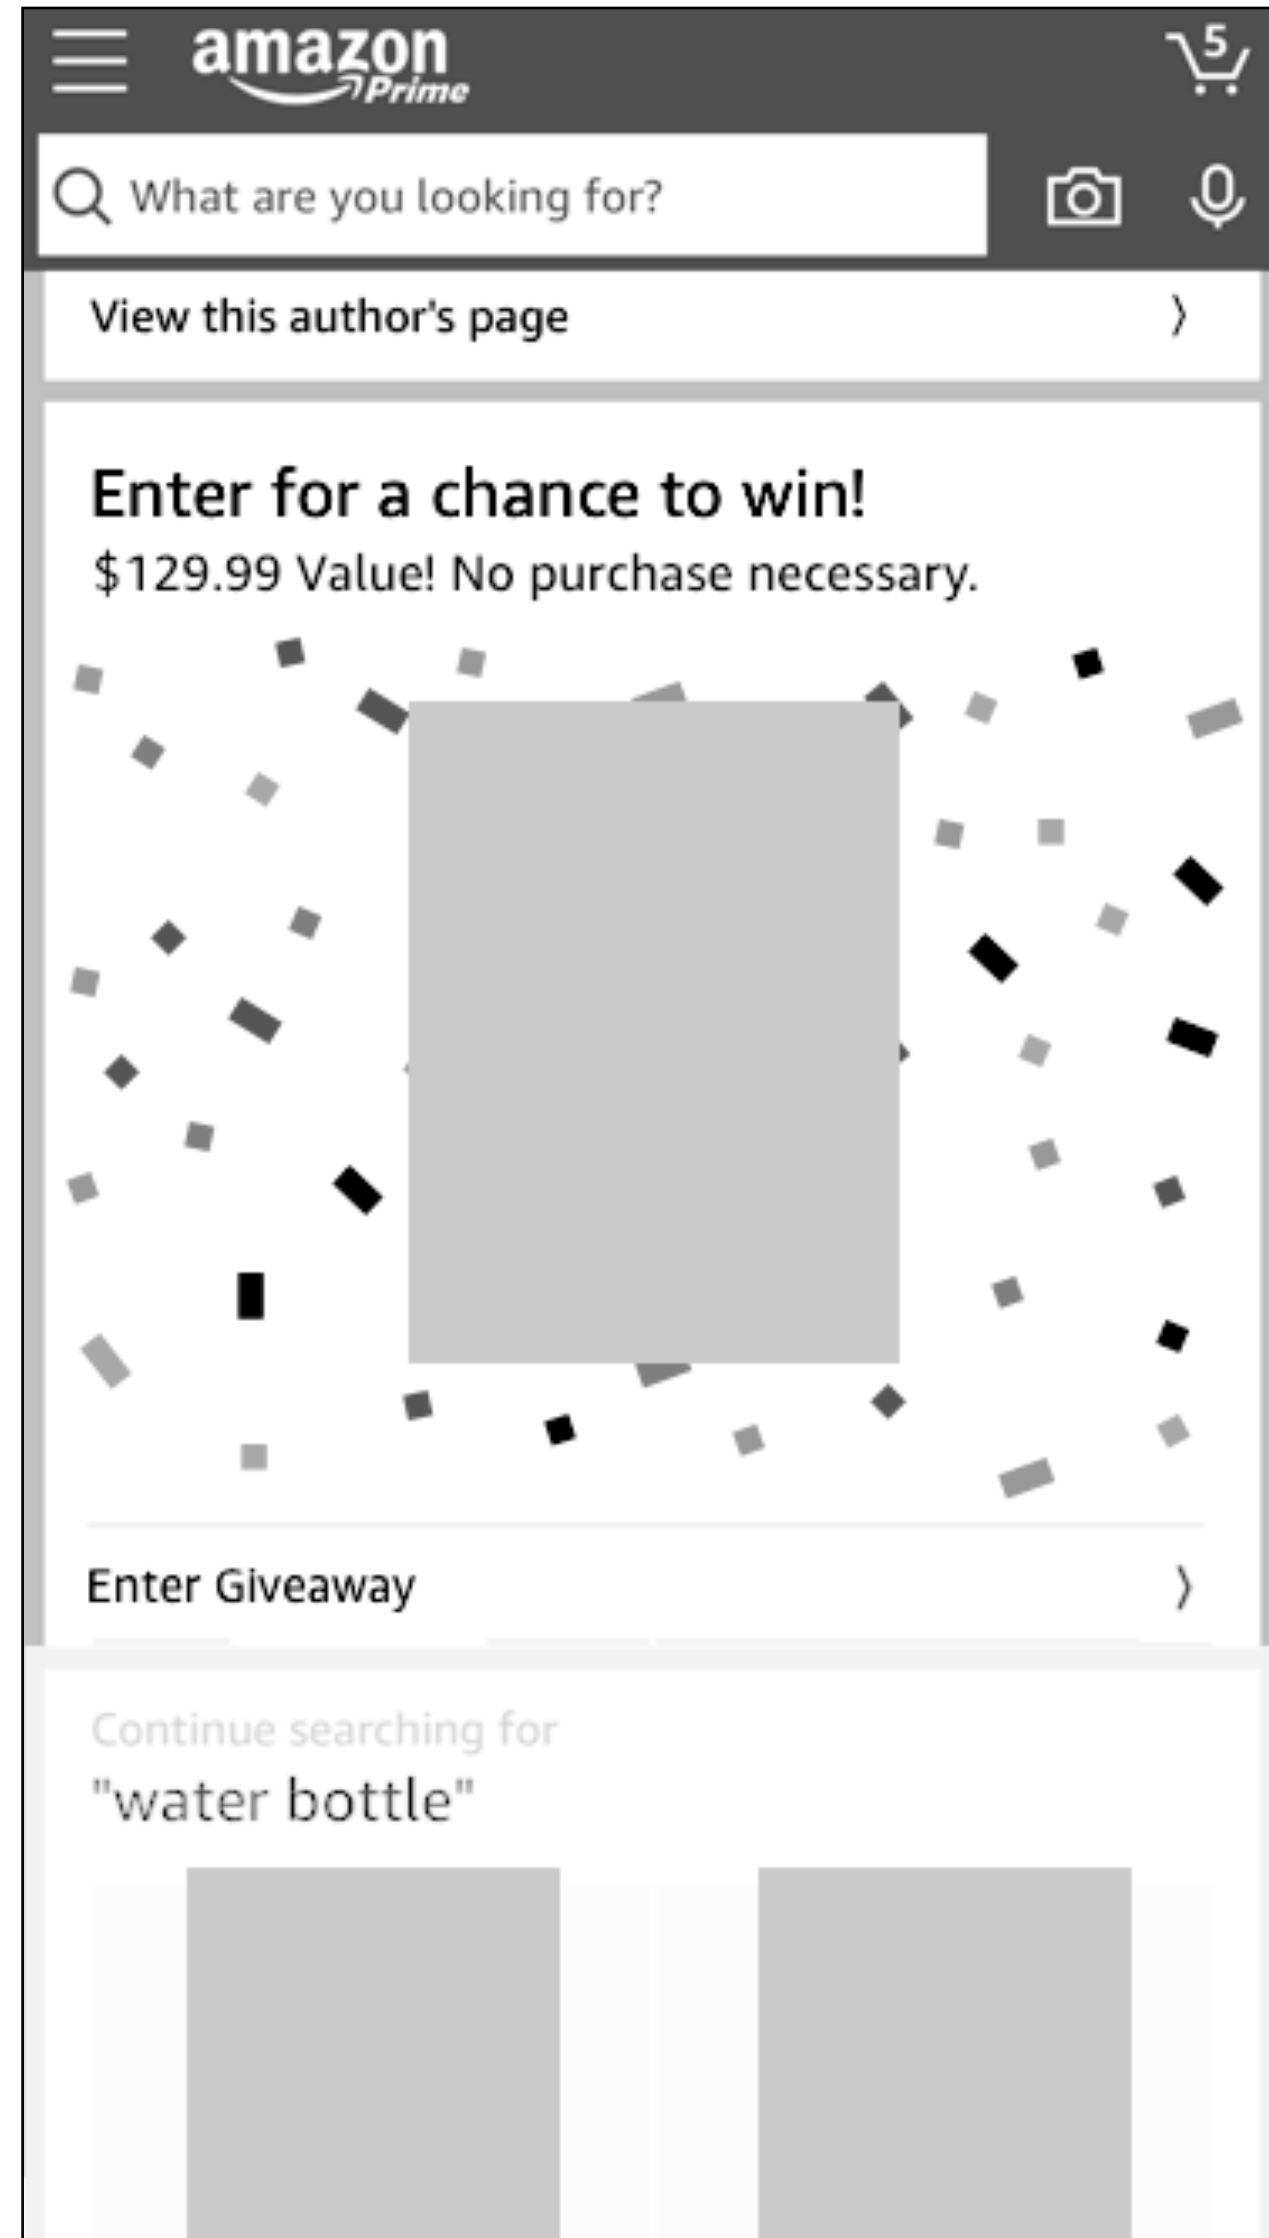 amazon
Prime
5
What are you looking for?
View this author's page
Enter for a chance to win!
$129.99 Value! No purchase necessary.
Enter Giveaway
Continue searching for
"water bottle"